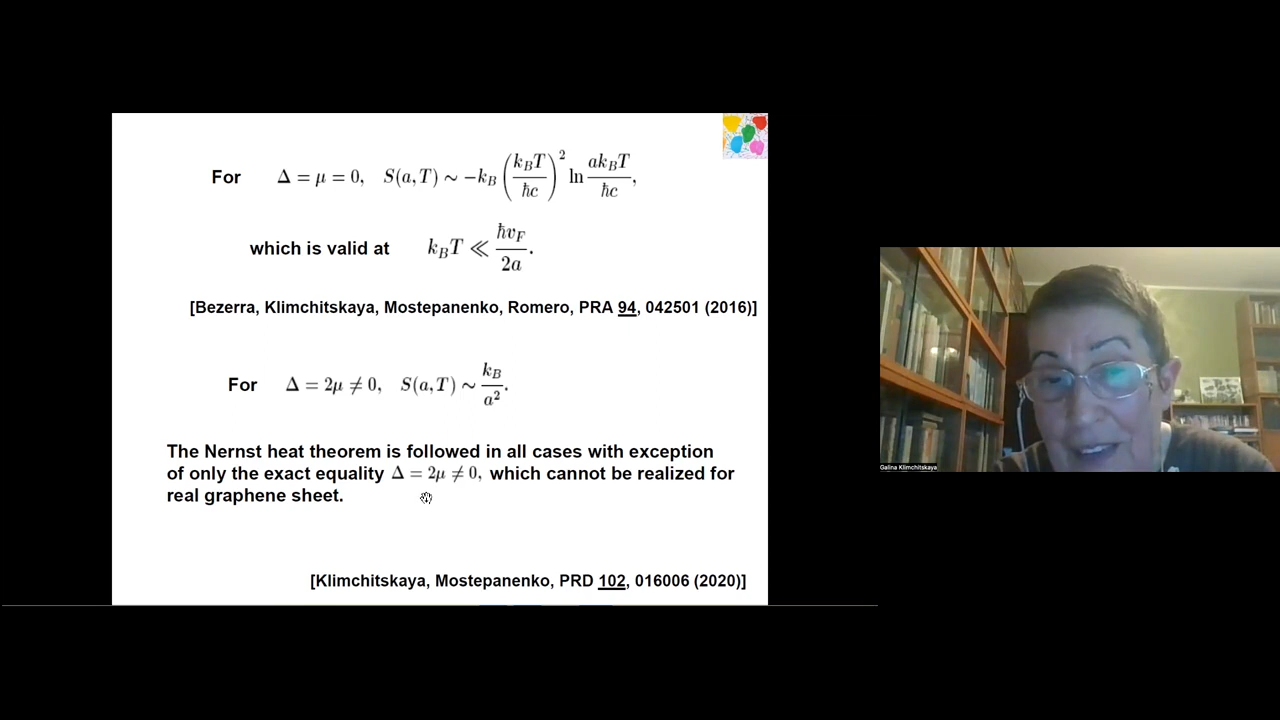 For Δ = μ = 0, S(a, T) ∼ −k_B (k_BT/ħc)² ln ak_BT/ħc,
which is valid at k_BT ≪ ħv_F/2a.
[Bezerra, Klimchitskaya, Mostepanenko, Romero, PRA 94, 042501 (2016)]
For Δ = 2μ ≠ 0, S(a, T) ∼ k_B/a².
The Nernst heat theorem is followed in all cases with exception
of only the exact equality Δ = 2μ ≠ 0, which cannot be realized for
real graphene sheet.
[Klimchitskaya, Mostepanenko, PRD 102, 016006 (2020)]
Galina Klimchitskaya